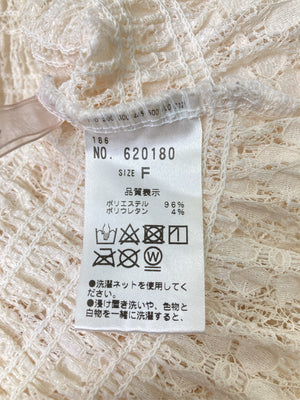 186
NO. 620180
SIZE F
品質表示
ポリエステル 96%
ポリウレタン 4%
●洗濯ネットを使用してください。
●浸け置き洗いや、色物と白物を一緒に洗濯すると、